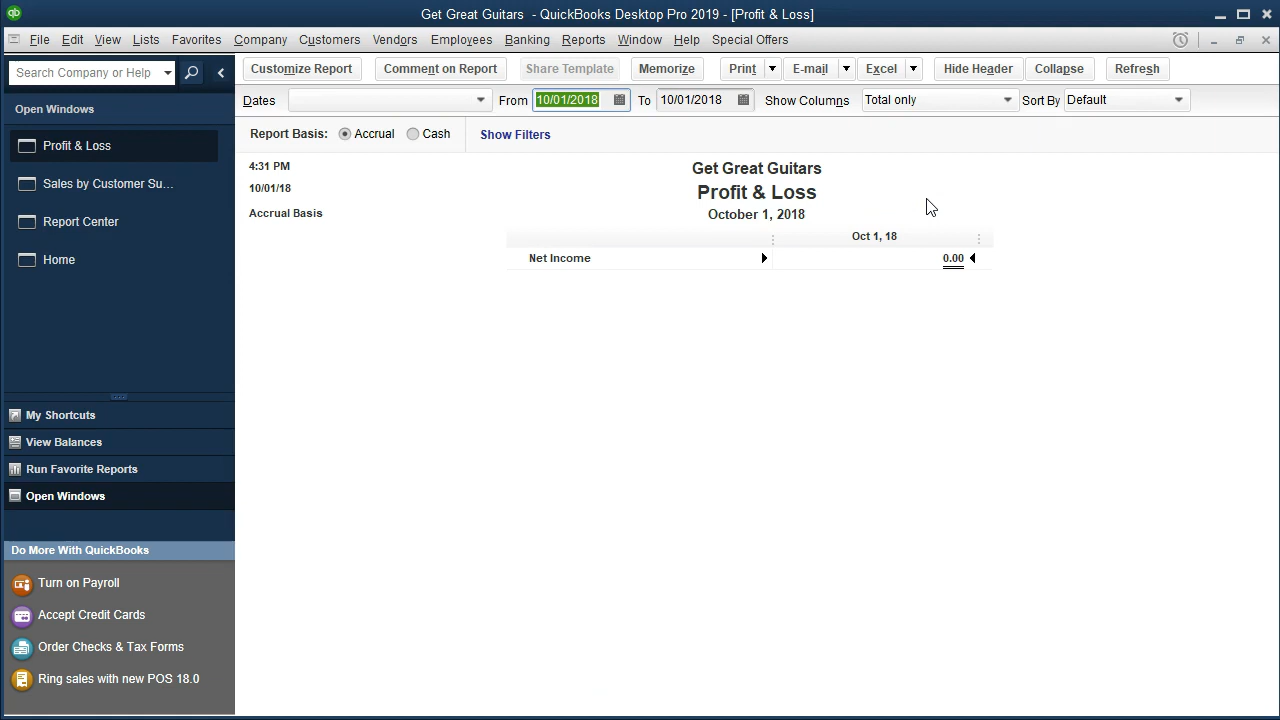 Get Great Guitars - QuickBooks Desktop Pro 2019 - [Profit & Loss]
File Edit View Lists Favorites Company Customers Vendors Employees Banking Reports Window Help Special Offers
Search Company or Help
Customize Report Comment on Report Share Template Memorize Print E-mail Excel Hide Header Collapse Refresh
Dates From 10/01/2018 To 10/01/2018 Show Columns Total only Sort By Default
Open Windows
Profit & Loss
Sales by Customer Su...
Report Center
Home
My Shortcuts
View Balances
Run Favorite Reports
Open Windows
Do More With QuickBooks
Turn on Payroll
Accept Credit Cards
Order Checks & Tax Forms
Ring sales with new POS 18.0
Report Basis: Accrual Cash Show Filters
4:31 PM
10/01/18
Accrual Basis
Get Great Guitars
Profit & Loss
October 1, 2018
Oct 1, 18
Net Income 0.00